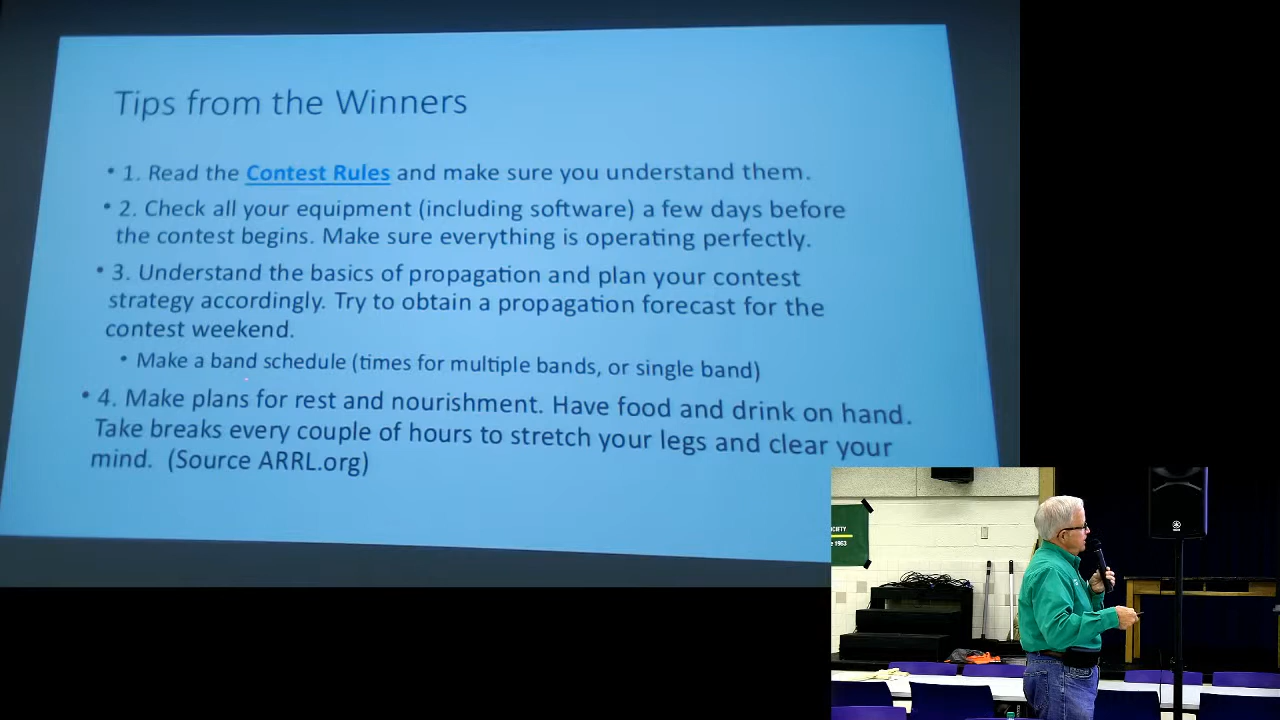 Tips from the Winners
• 1. Read the Contest Rules and make sure you understand them.
• 2. Check all your equipment (including software) a few days before
the contest begins. Make sure everything is operating perfectly.
• 3. Understand the basics of propagation and plan your contest
strategy accordingly. Try to obtain a propagation forecast for the
contest weekend.
• Make a band schedule (times for multiple bands, or single band)
• 4. Make plans for rest and nourishment. Have food and drink on hand.
Take breaks every couple of hours to stretch your legs and clear your
mind. (Source ARRL.org)
1963